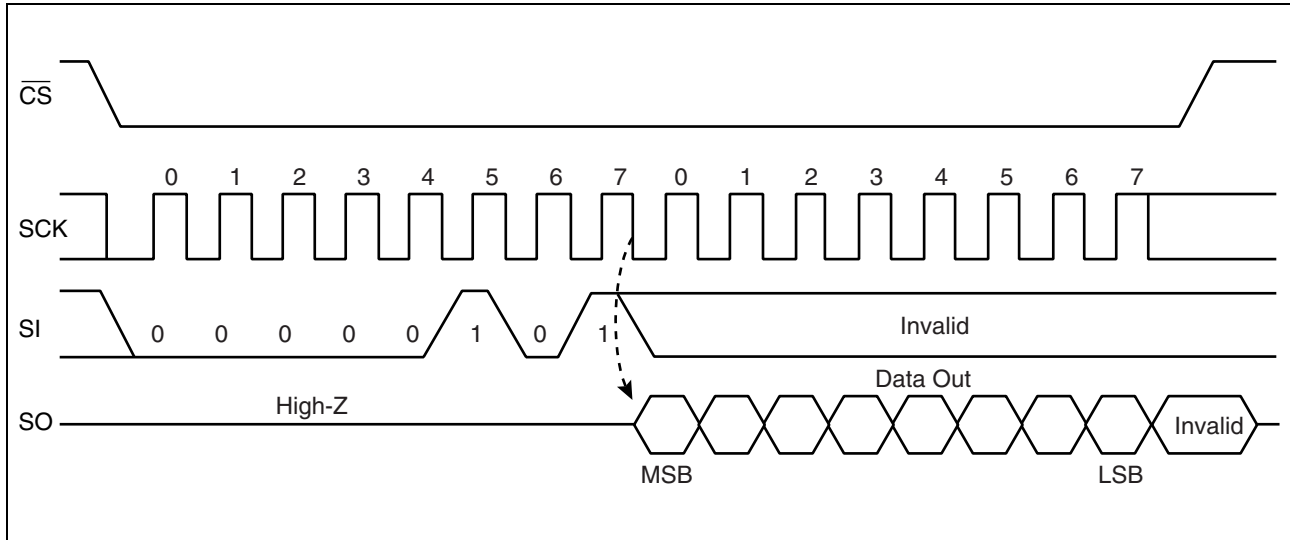 CS
0 1 2 3 4 5 6 7 0 1 2 3 4 5 6 7
SCK
SI
0 0 0 0 0 1 0 1
Invalid
Data Out
High-Z
SO
Invalid
MSB
LSB